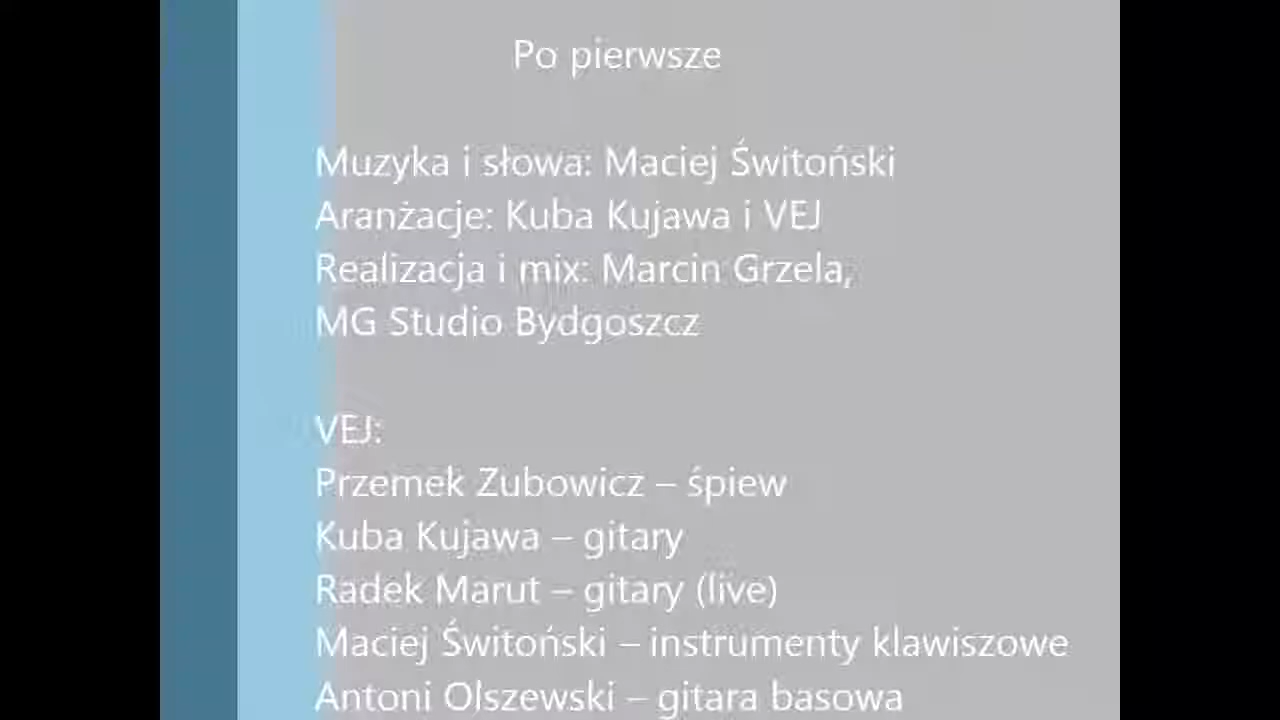 Po pierwsze
Muzyka i słowa: Maciej Świtoński
Aranżacje: Kuba Kujawa i VEJ
Realizacja i mix: Marcin Grzela,
MG Studio Bydgoszcz
VEJ:
Przemek Zubowicz – śpiew
Kuba Kujawa – gitary
Radek Marut – gitary (live)
Maciej Świtoński – instrumenty klawiszowe
Antoni Olszewski – gitara basowa